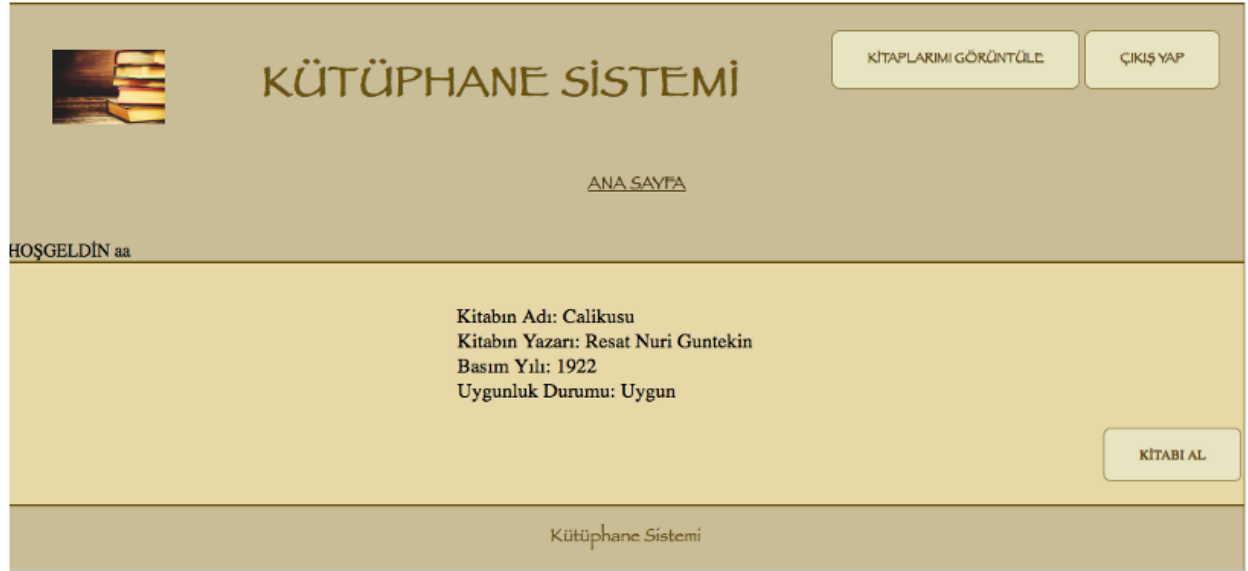 KÜTÜPHANE SİSTEMİ
KİTAPLARIMI GÖRÜNTÜLE
ÇIKIŞ YAP
ANA SAYFA
HOŞGELDİN aa
Kitabın Adı: Calikusu
Kitabın Yazarı: Resat Nuri Guntekin
Basım Yılı: 1922
Uygunluk Durumu: Uygun
KİTABI AL
Kütüphane Sistemi